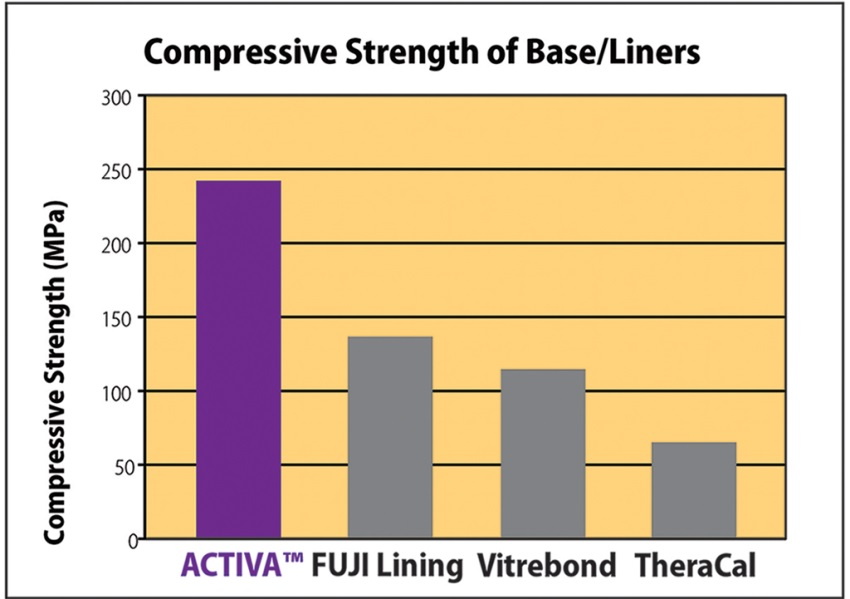 Compressive Strength of Base/Liners
300
250
200
150
100
50
0
Compressive Strength (MPa)
ACTIVA™ FUJI Lining Vitrebond TheraCal